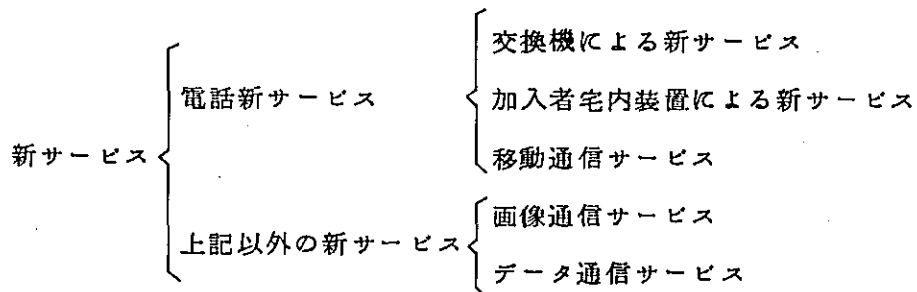 交換機による新サービス
電話新サービス
加入者宅内装置による新サービス
新サービス
移動通信サービス
画像通信サービス
上記以外の新サービス
データ通信サービス